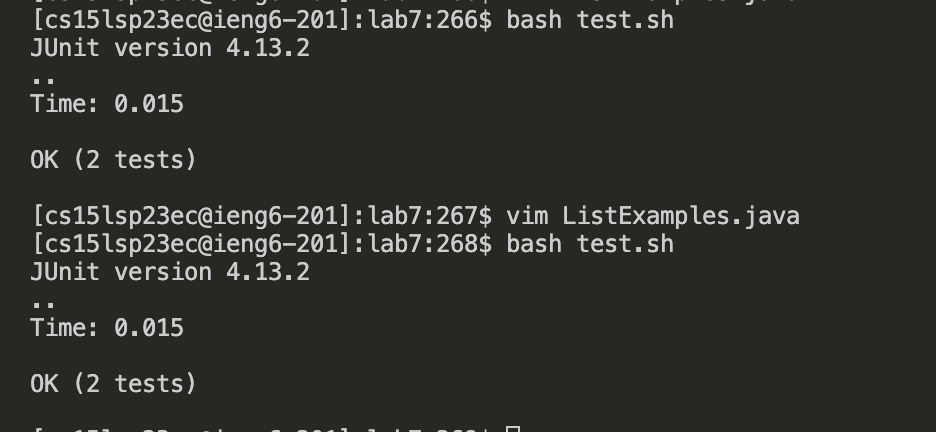 [cs15lsp23ec@ieng6-201]:lab7:266$ bash test.sh
JUnit version 4.13.2
..
Time: 0.015
OK (2 tests)
[cs15lsp23ec@ieng6-201]:lab7:267$ vim ListExamples.java
[cs15lsp23ec@ieng6-201]:lab7:268$ bash test.sh
JUnit version 4.13.2
..
Time: 0.015
OK (2 tests)